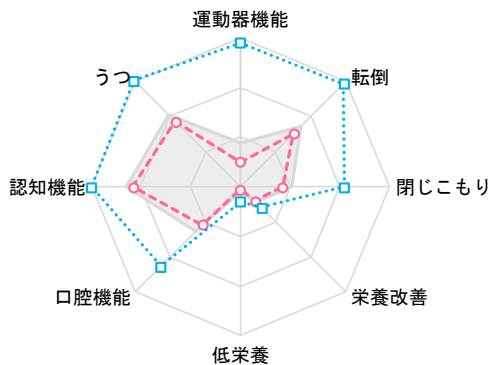 運動器機能
うつ
転倒
認知機能
閉じこもり
口腔機能
栄養改善
低栄養